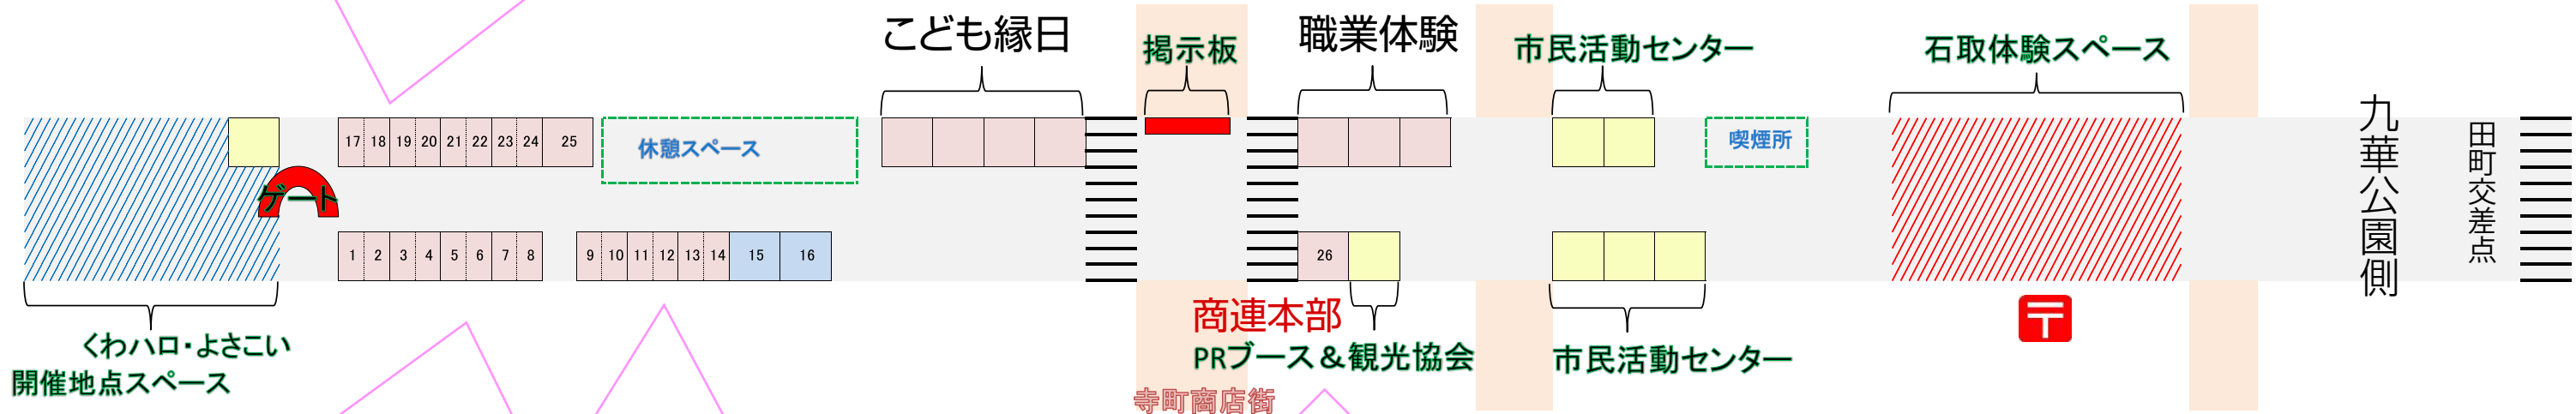 こども縁日
掲示板
職業体験
市民活動センター
石取体験スペース
17 18 19 20 21 22 23 24 25
休憩スペース
喫煙所
九華公園側
田町交差点
ゲート
1 2 3 4 5 6 7 8
9 10 11 12 13 14 15 16
26
くわハロ・よさこい
開催地点スペース
商連本部
PRブース＆観光協会
市民活動センター
寺町商店街
〒